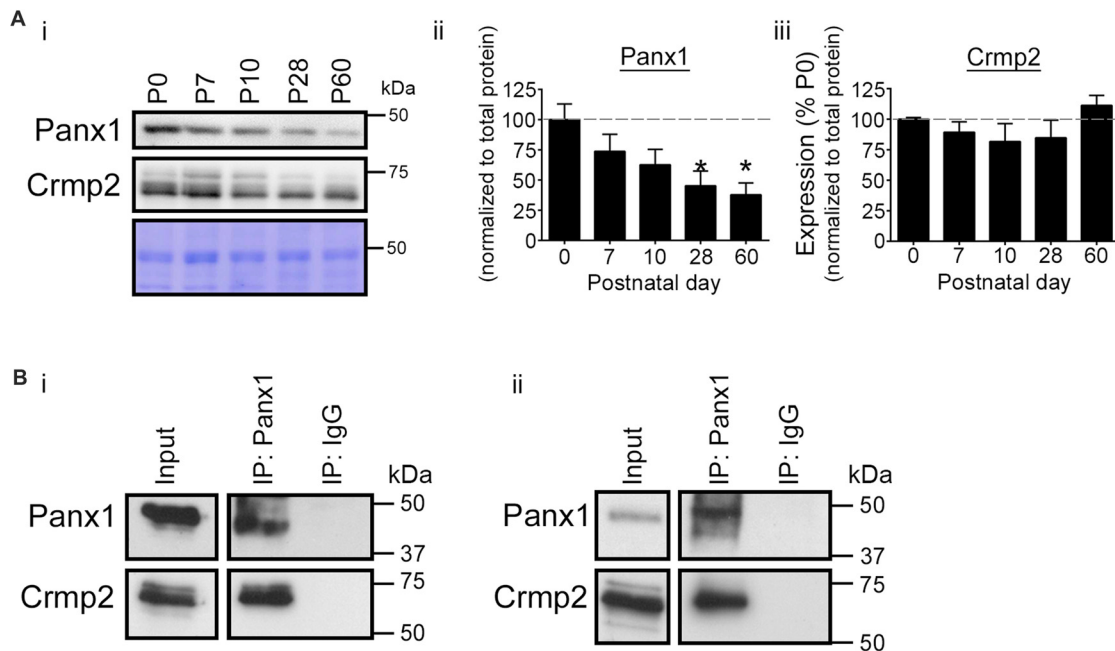 A
i
P0 P7 P10 P28 P60
kDa
Panx1
50
Crmp2
75
50
ii
Panx1
(normalized to total protein)
125
100
75
50
25
0
* *
0 7 10 28 60
Postnatal day
iii
Crmp2
Expression (% P0)
(normalized to total protein)
125
100
75
50
25
0
0 7 10 28 60
Postnatal day
B
i
Input IP: Panx1 IP: IgG
kDa
Panx1
50
37
Crmp2
75
50
ii
Input IP: Panx1 IP: IgG
kDa
Panx1
50
37
Crmp2
75
50